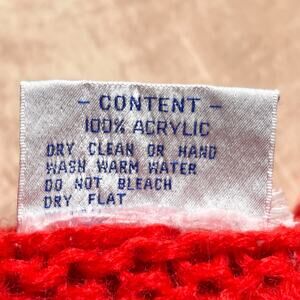 - CONTENT -
100% ACRYLIC
DRY CLEAN OR HAND
WASH WARM WATER
DO NOT BLEACH
DRY FLAT